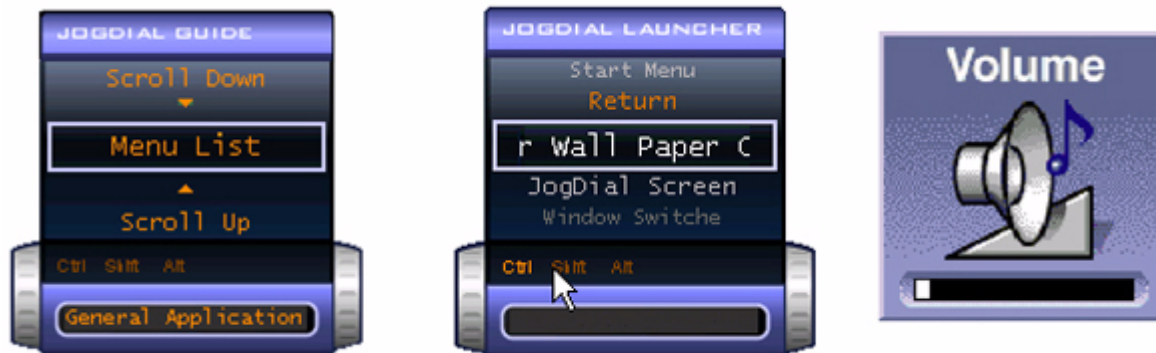 JOGDIAL GUIDE
Scroll Down
Menu List
Scroll Up
Ctrl Shift Alt
General Application
JOGDIAL LAUNCHER
Start Menu
Return
r Wall Paper C
JogDial Screen
Window Switche
Ctrl Shift Alt
Volume